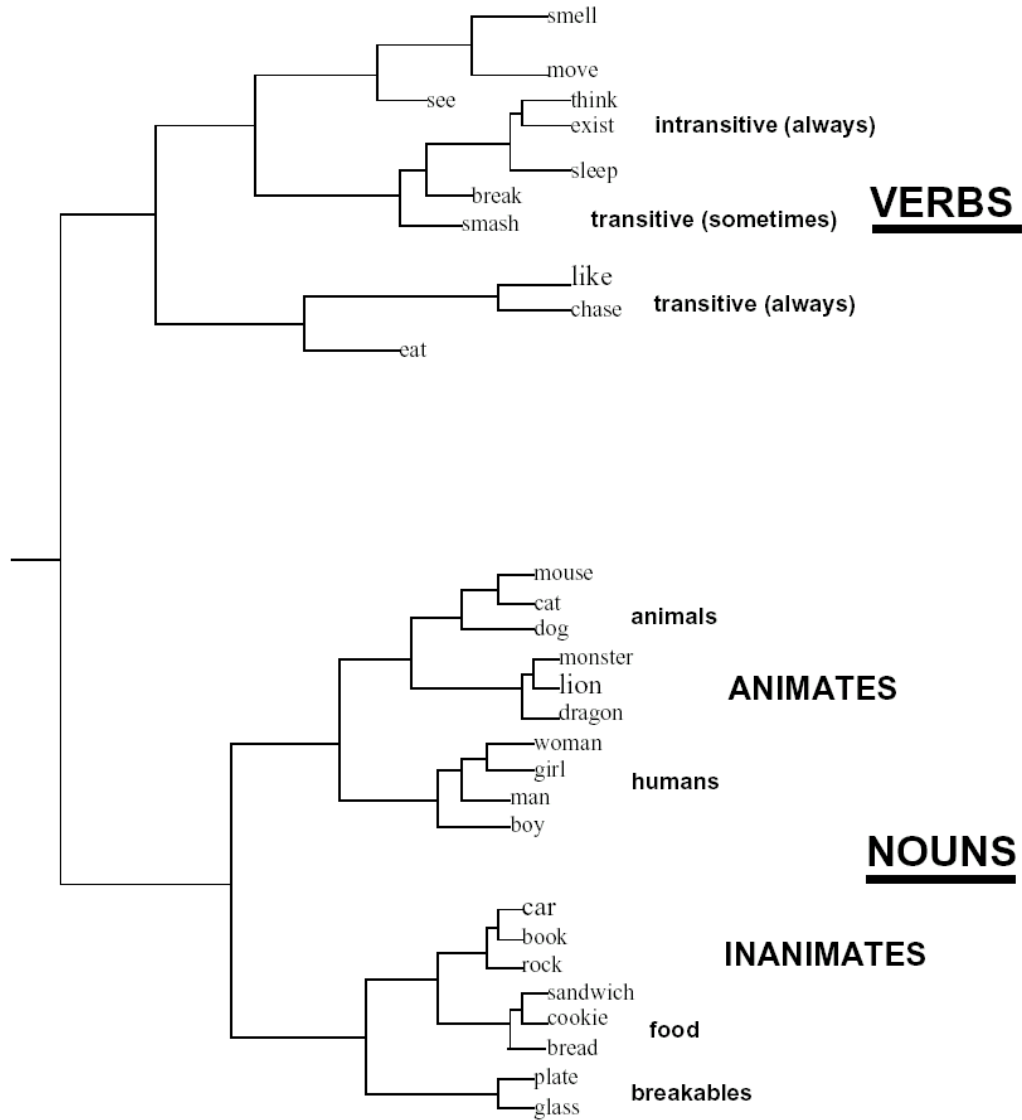 smell
move
see
think
exist
intransitive (always)
sleep
break
VERBS
smash
transitive (sometimes)
like
chase
transitive (always)
eat
mouse
cat
animals
dog
monster
lion
ANIMATES
dragon
woman
girl
humans
man
boy
NOUNS
car
book
INANIMATES
rock
sandwich
cookie
food
bread
plate
breakables
glass